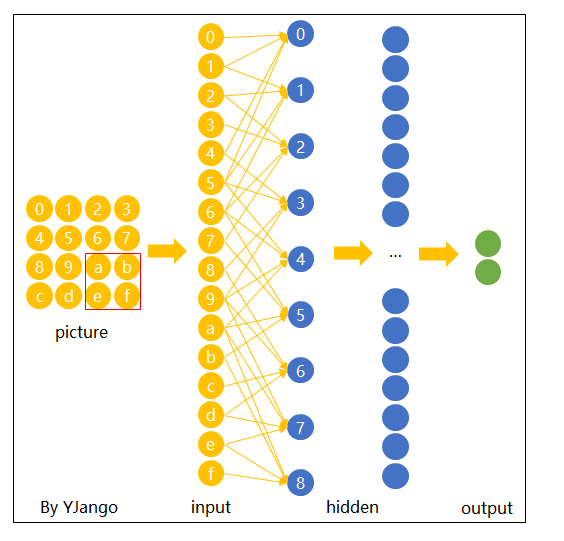 0 1 2 3
4 5 6 7
8 9 a b
c d e f
picture
By YJango
0
1
2
3
4
5
6
7
8
9
a
b
c
d
e
f
input
0
1
2
3
4
5
6
7
8
...
hidden
output